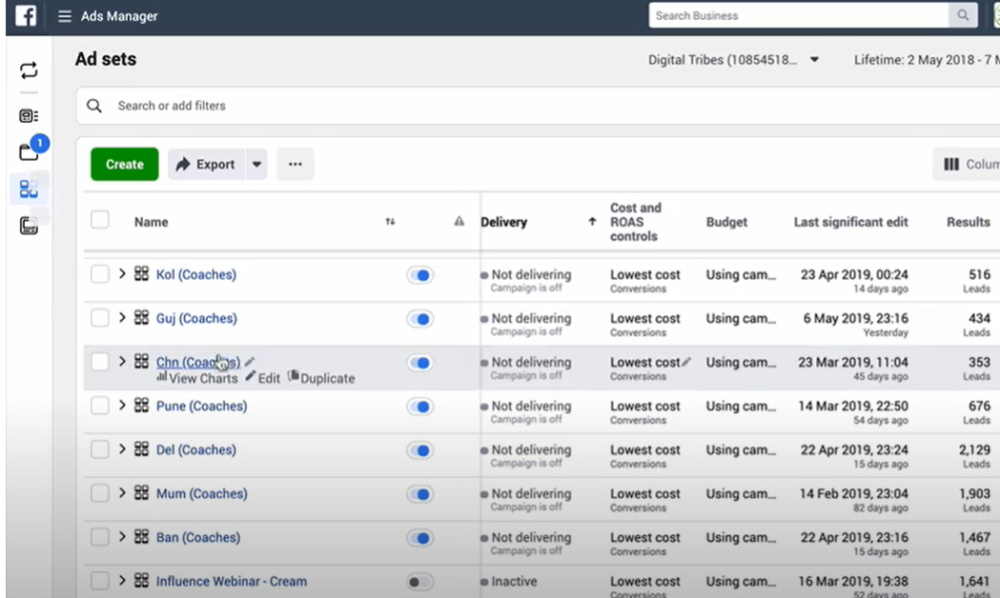 Ads Manager
Search Business
Ad sets
Digital Tribes (10854518...
Lifetime: 2 May 2018 - 7 M
Search or add filters
1
Create
Export
...
Colum
Name
Delivery
Cost and
ROAS
controls
Budget
Last significant edit
Results
Kol (Coaches)
Not delivering
Lowest cost
Using cam...
23 Apr 2019, 00:24
516
Campaign is off
Conversions
14 days ago
Leads
Guj (Coaches)
Not delivering
Lowest cost
Using cam...
6 May 2019, 23:16
434
Campaign is off
Conversions
Yesterday
Leads
Chn (Coaches)
Not delivering
Lowest cost
Using cam...
23 Mar 2019, 11:04
353
View Charts
Edit
Duplicate
Campaign is off
Conversions
45 days ago
Leads
Pune (Coaches)
Not delivering
Lowest cost
Using cam...
14 Mar 2019, 22:50
676
Campaign is off
Conversions
54 days ago
Leads
Del (Coaches)
Not delivering
Lowest cost
Using cam...
22 Apr 2019, 23:24
2,129
Campaign is off
Conversions
15 days ago
Leads
Mum (Coaches)
Not delivering
Lowest cost
Using cam...
14 Feb 2019, 23:04
1,903
Campaign is off
Conversions
82 days ago
Leads
Ban (Coaches)
Not delivering
Lowest cost
Using cam...
22 Apr 2019, 23:16
1,467
Campaign is off
Conversions
15 days ago
Leads
Influence Webinar - Cream
Inactive
Lowest cost
Using cam...
16 Mar 2019, 19:38
1,641
Conversions
52 days ago
Leads